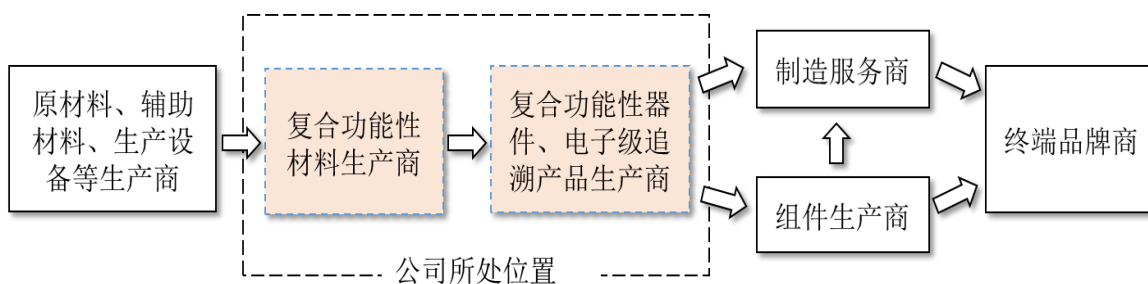 原材料、辅助
材料、生产设
备等生产商
复合功能性
材料生产商
复合功能性器
件、电子级追
溯产品生产商
制造服务商
组件生产商
终端品牌商
公司所处位置